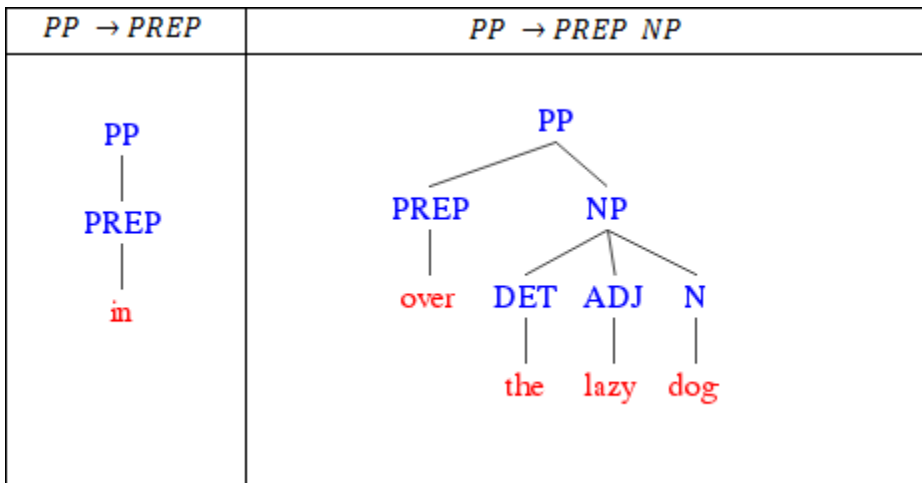 PP → PREP
PP → PREP NP
PP
PREP
in
PP
PREP NP
over DET ADJ N
the lazy dog